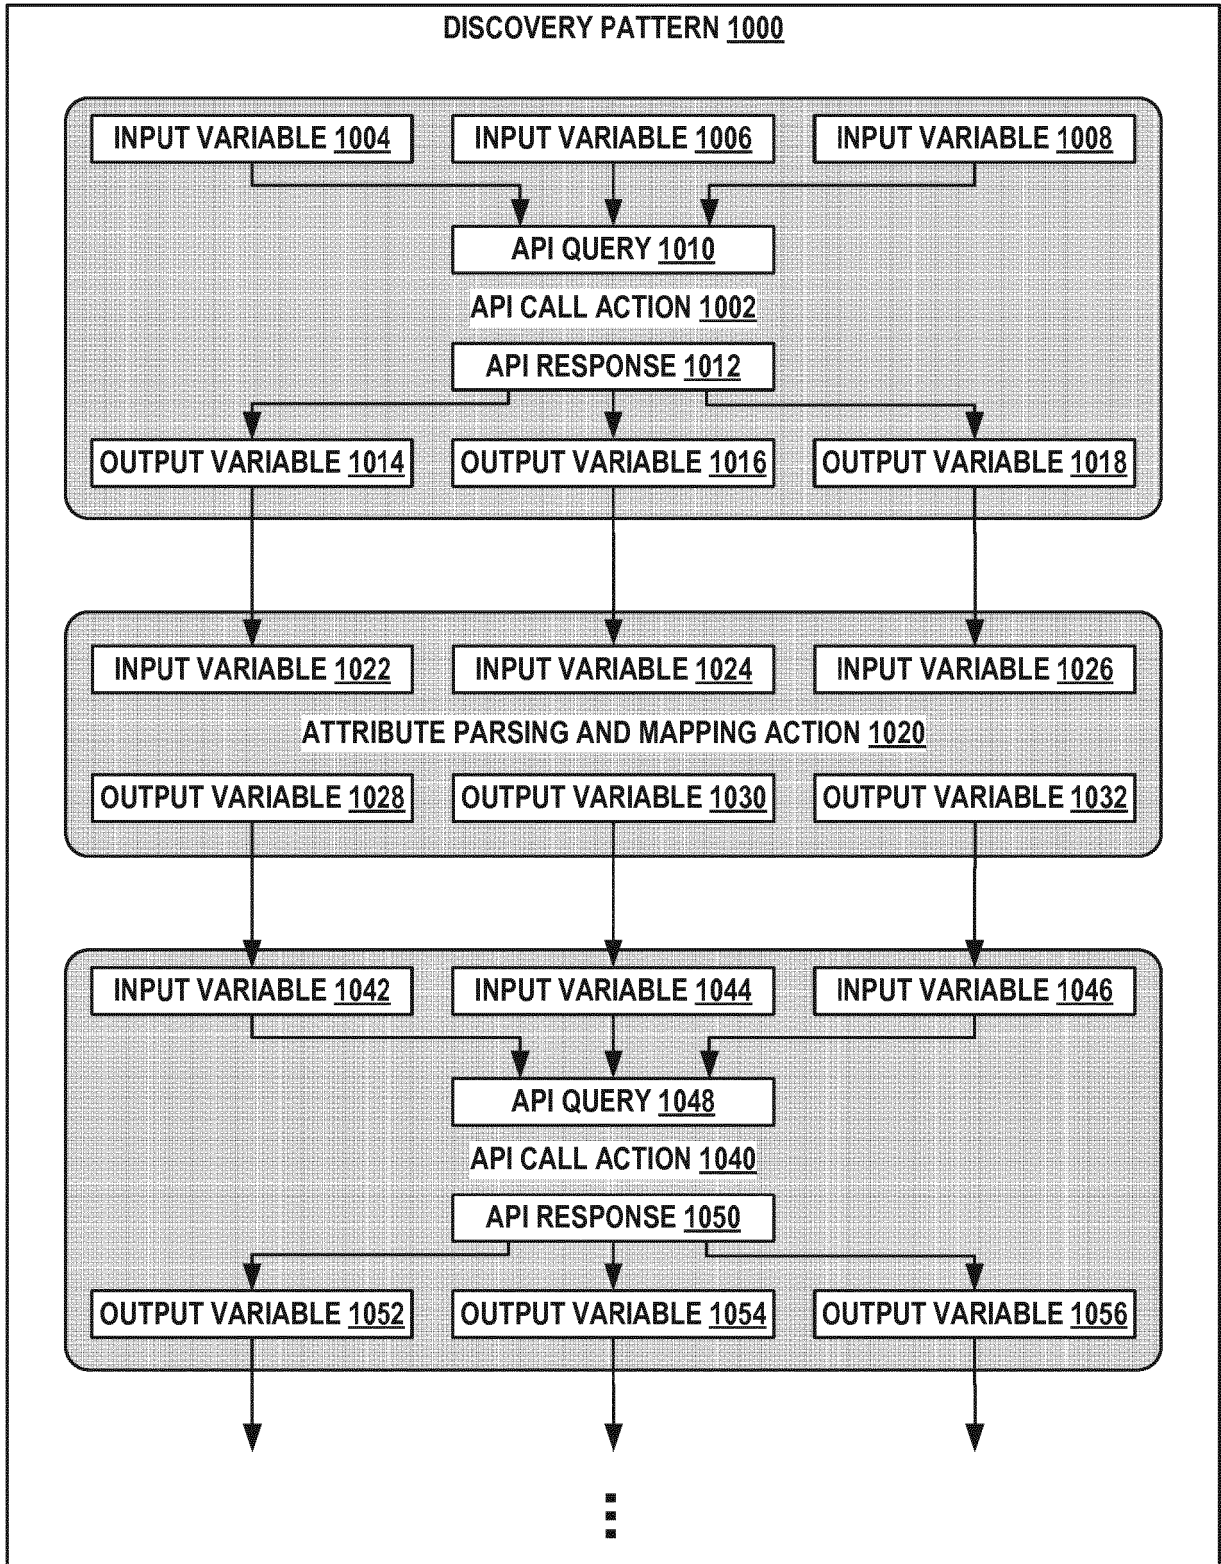 DISCOVERY PATTERN 1000
INPUT VARIABLE 1004 INPUT VARIABLE 1006 INPUT VARIABLE 1008
API QUERY 1010
API CALL ACTION 1002
API RESPONSE 1012
OUTPUT VARIABLE 1014 OUTPUT VARIABLE 1016 OUTPUT VARIABLE 1018
INPUT VARIABLE 1022 INPUT VARIABLE 1024 INPUT VARIABLE 1026
ATTRIBUTE PARSING AND MAPPING ACTION 1020
OUTPUT VARIABLE 1028 OUTPUT VARIABLE 1030 OUTPUT VARIABLE 1032
INPUT VARIABLE 1042 INPUT VARIABLE 1044 INPUT VARIABLE 1046
API QUERY 1048
API CALL ACTION 1040
API RESPONSE 1050
OUTPUT VARIABLE 1052 OUTPUT VARIABLE 1054 OUTPUT VARIABLE 1056